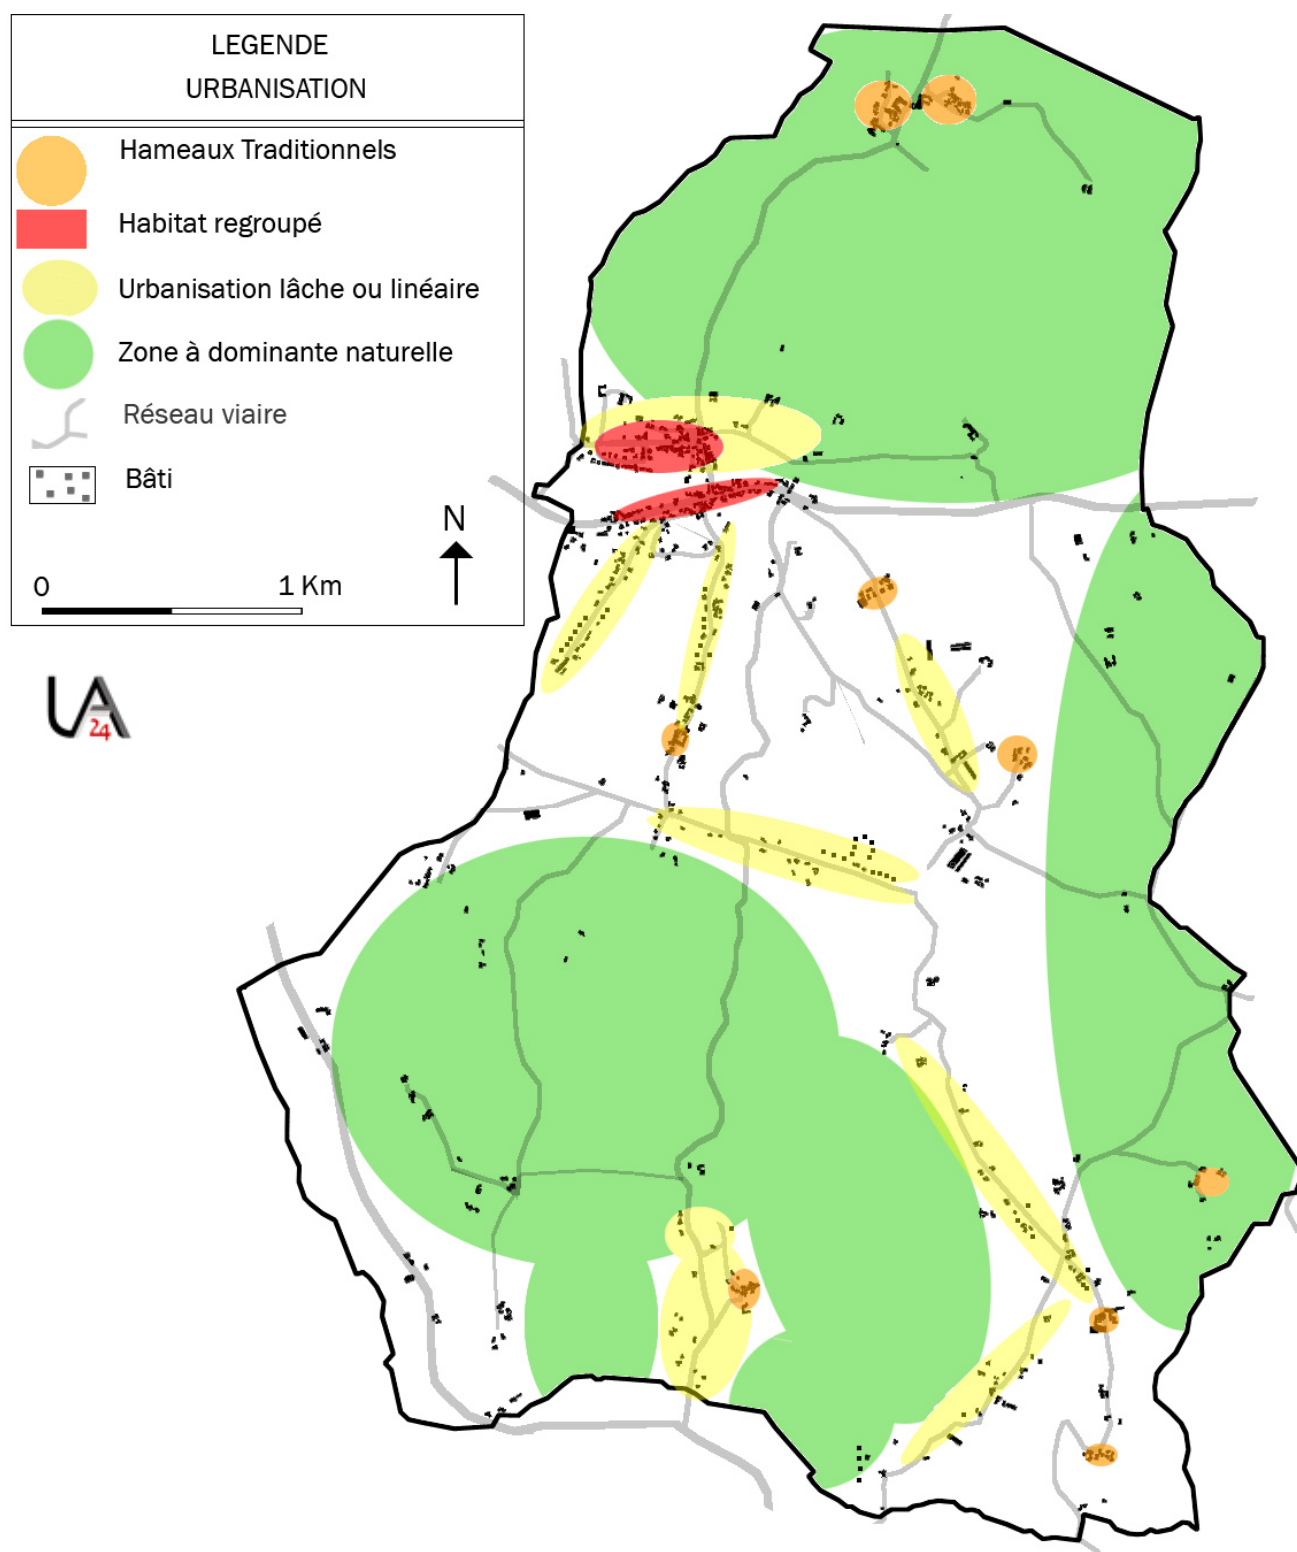 LEGENDE
URBANISATION
Hameaux Traditionnels
Habitat regroupé
Urbanisation lâche ou linéaire
Zone à dominante naturelle
Réseau viaire
Bâti
N
0 1 Km
UA
24